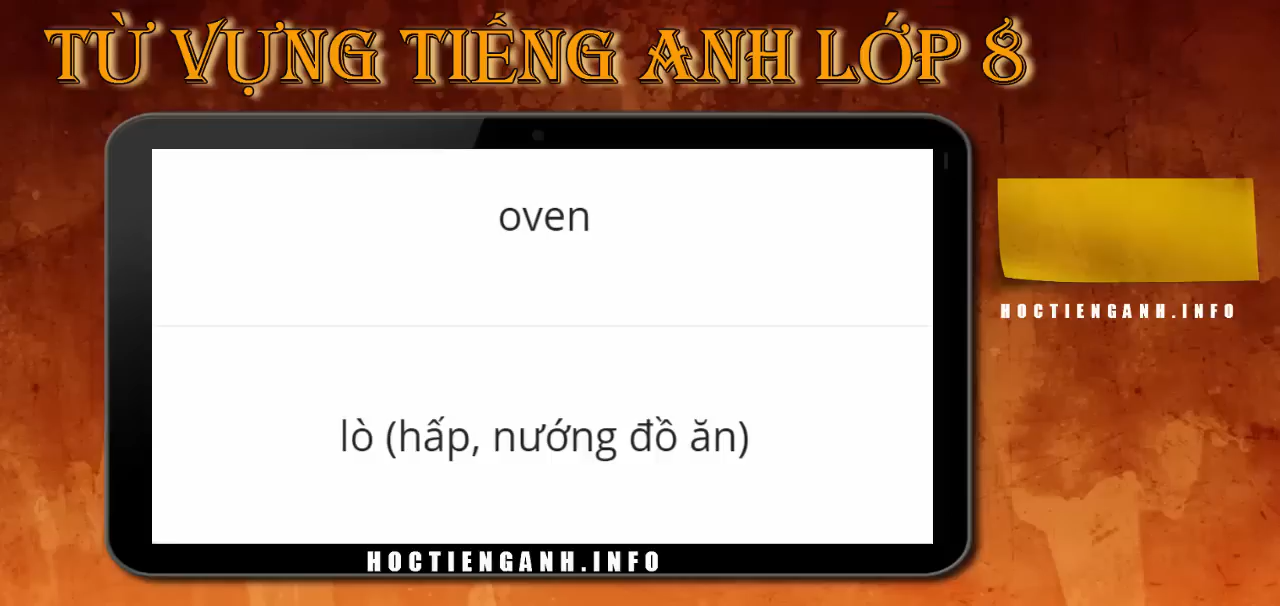 TỪ VỰNG TIẾNG ANH LỚP 8
oven
lò (hấp, nướng đồ ăn)
HOCTIENGANH.INFO
HOCTIENGANH.INFO